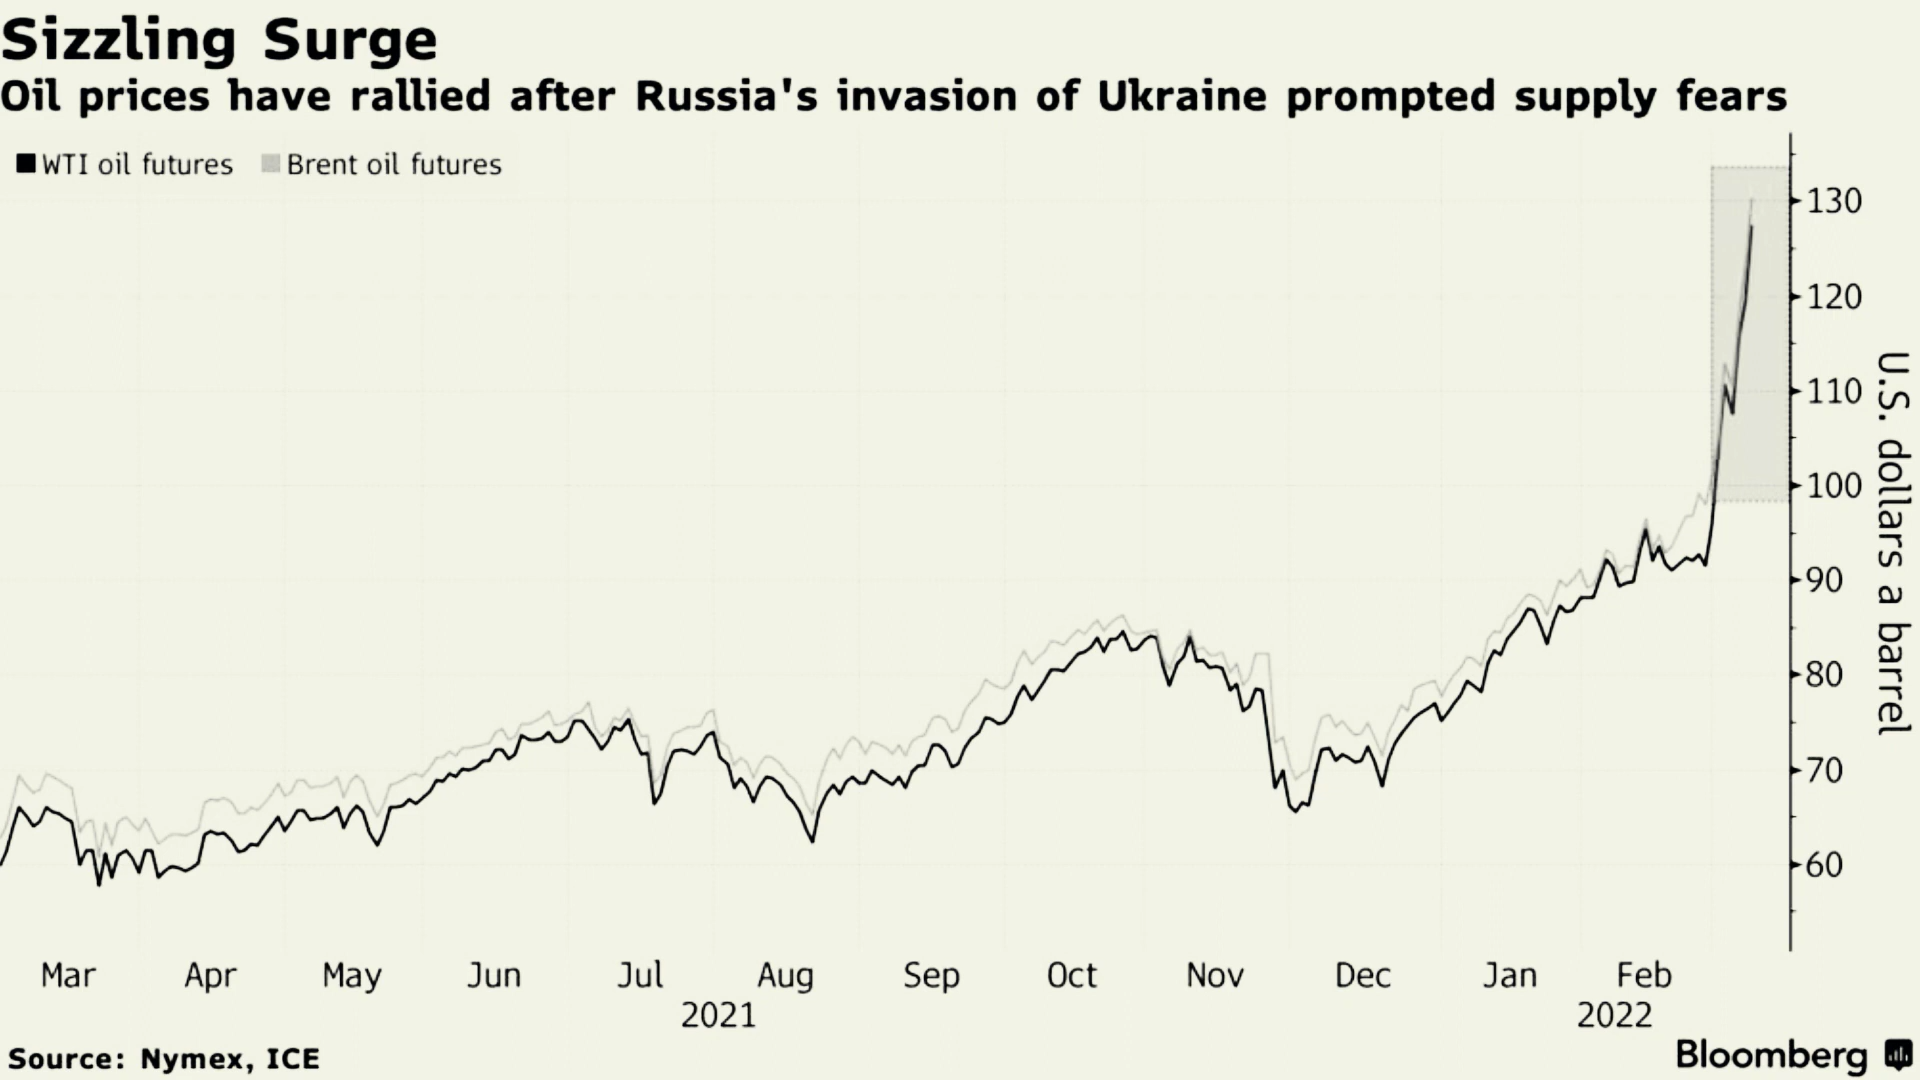 Sizzling Surge
Oil prices have rallied after Russia's invasion of Ukraine prompted supply fears
WTI oil futures Brent oil futures
130
120
110
100
90
80
70
60
U.S. dollars a barrel
Mar Apr May Jun Jul Aug Sep Oct Nov Dec Jan Feb
2021 2022
Source: Nymex, ICE
Bloomberg